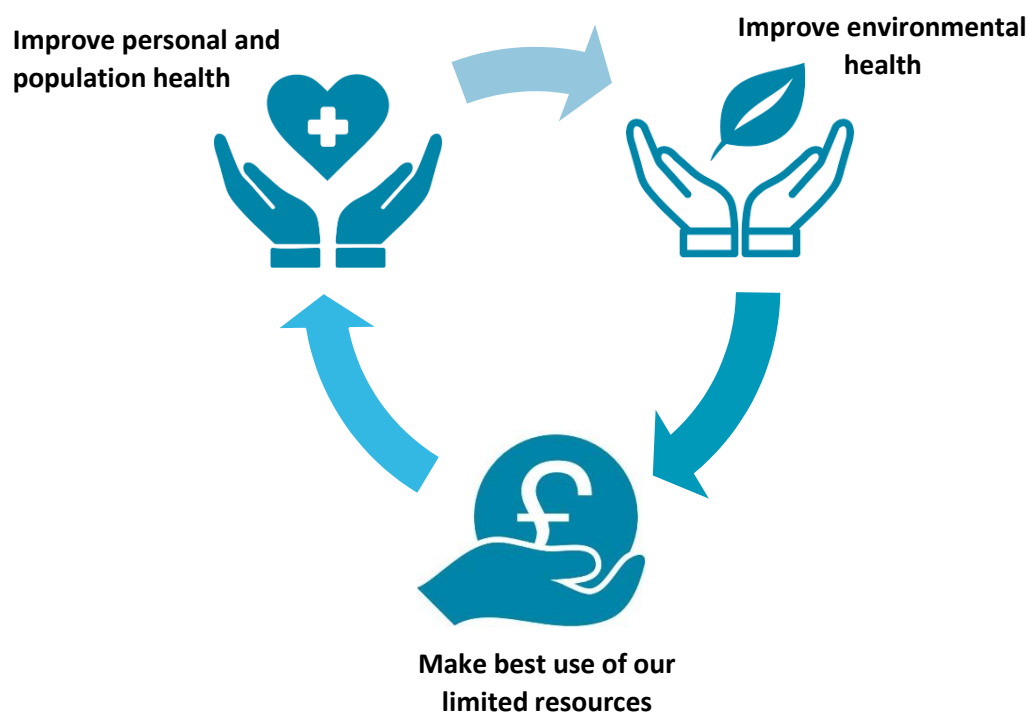 Improve personal and
population health
Improve environmental
health
£
Make best use of our
limited resources